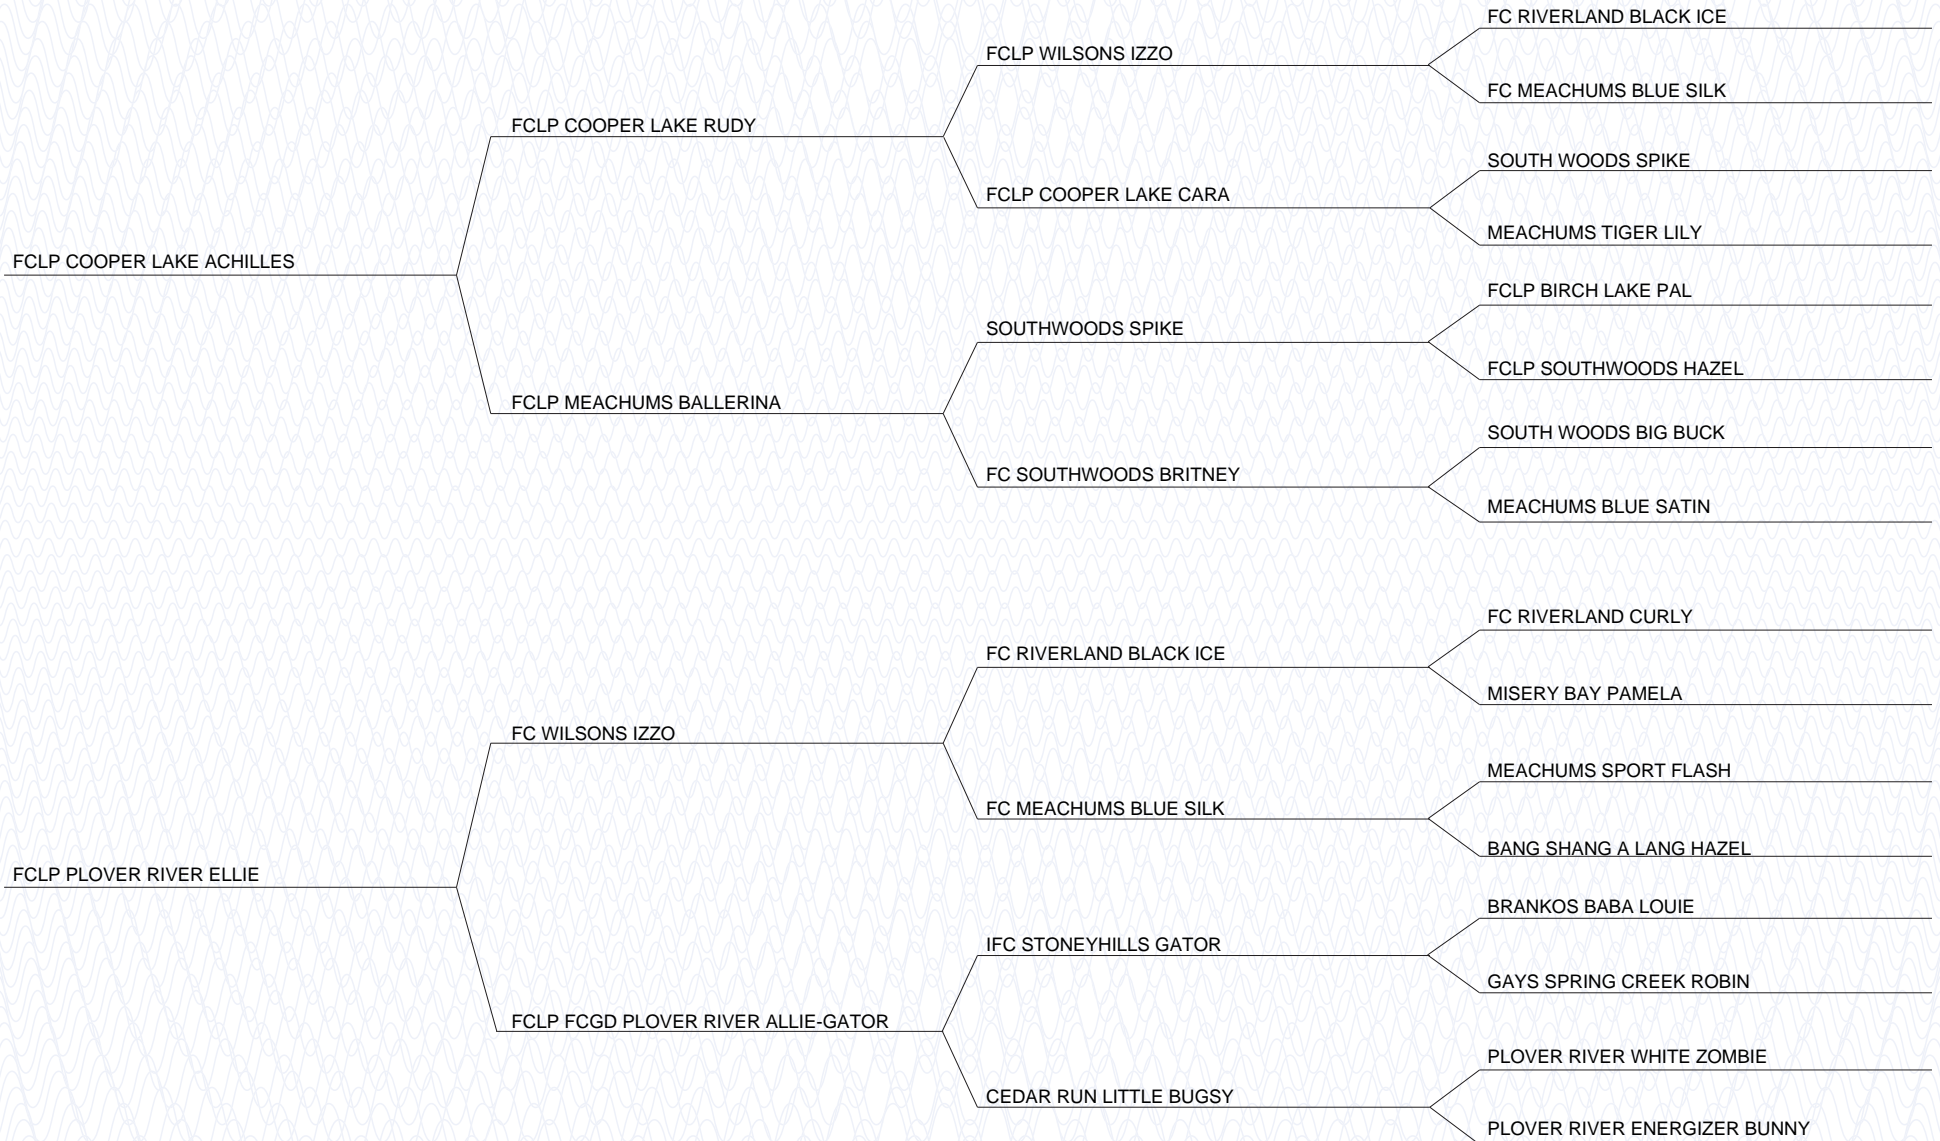 FC RIVERLAND BLACK ICE
FCLP WILSONS IZZO
FC MEACHUMS BLUE SILK
FCLP COOPER LAKE RUDY
SOUTH WOODS SPIKE
FCLP COOPER LAKE CARA
MEACHUMS TIGER LILY
FCLP COOPER LAKE ACHILLES
FCLP BIRCH LAKE PAL
SOUTHWOODS SPIKE
FCLP SOUTHWOODS HAZEL
FCLP MEACHUMS BALLERINA
SOUTH WOODS BIG BUCK
FC SOUTHWOODS BRITNEY
MEACHUMS BLUE SATIN
FC RIVERLAND CURLY
FC RIVERLAND BLACK ICE
MISERY BAY PAMELA
FC WILSONS IZZO
MEACHUMS SPORT FLASH
FC MEACHUMS BLUE SILK
BANG SHANG A LANG HAZEL
FCLP PLOVER RIVER ELLIE
BRANKOS BABA LOUIE
IFC STONEYHILLS GATOR
GAYS SPRING CREEK ROBIN
FCLP FCGD PLOVER RIVER ALLIE-GATOR
PLOVER RIVER WHITE ZOMBIE
CEDAR RUN LITTLE BUGSY
PLOVER RIVER ENERGIZER BUNNY